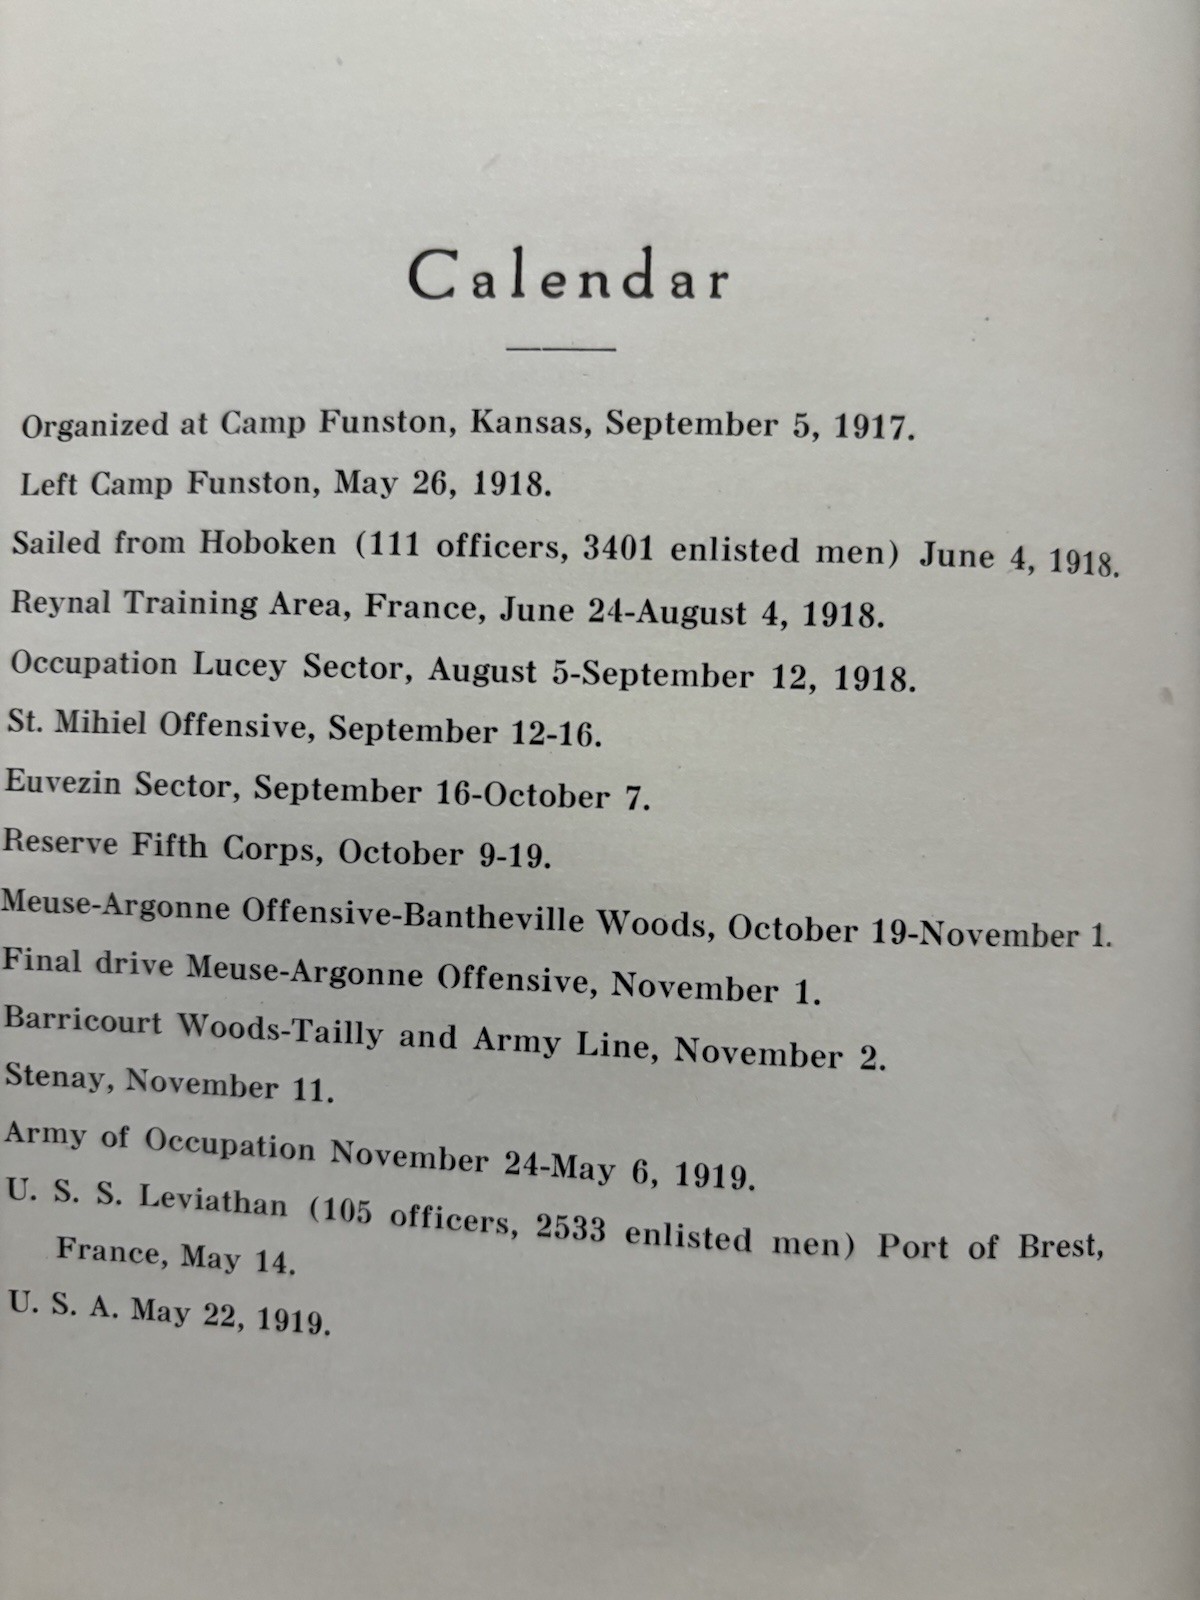 Calendar
Organized at Camp Funston, Kansas, September 5, 1917.
Left Camp Funston, May 26, 1918.
Sailed from Hoboken (111 officers, 3401 enlisted men) June 4, 1918.
Reynal Training Area, France, June 24-August 4, 1918.
Occupation Lucey Sector, August 5-September 12, 1918.
St. Mihiel Offensive, September 12-16.
Euvezin Sector, September 16-October 7.
Reserve Fifth Corps, October 9-19.
Meuse-Argonne Offensive-Bantheville Woods, October 19-November 1.
Final drive Meuse-Argonne Offensive, November 1.
Barricourt Woods-Tailly and Army Line, November 2.
Stenay, November 11.
Army of Occupation November 24-May 6, 1919.
U. S. S. Leviathan (105 officers, 2533 enlisted men) Port of Brest,
France, May 14.
U. S. A. May 22, 1919.